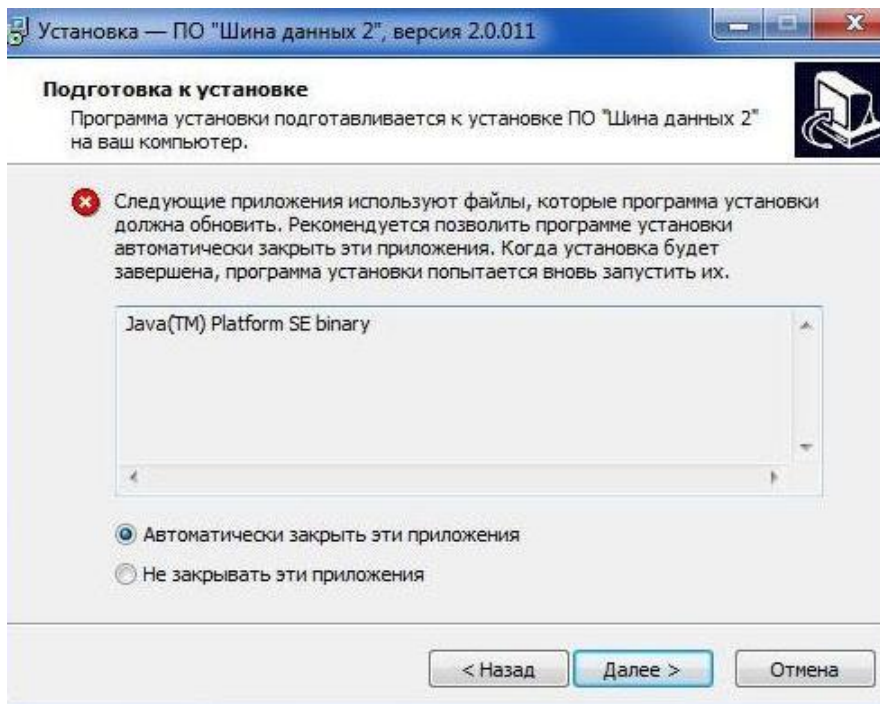 Установка — ПО "Шина данных 2", версия 2.0.011
Подготовка к установке
Программа установки подготавливается к установке ПО "Шина данных 2"
на ваш компьютер.
Следующие приложения используют файлы, которые программа установки
должна обновить. Рекомендуется позволить программе установки
автоматически закрыть эти приложения. Когда установка будет
завершена, программа установки попытается вновь запустить их.
Java(TM) Platform SE binary
Автоматически закрыть эти приложения
Не закрывать эти приложения
< Назад
Далее >
Отмена